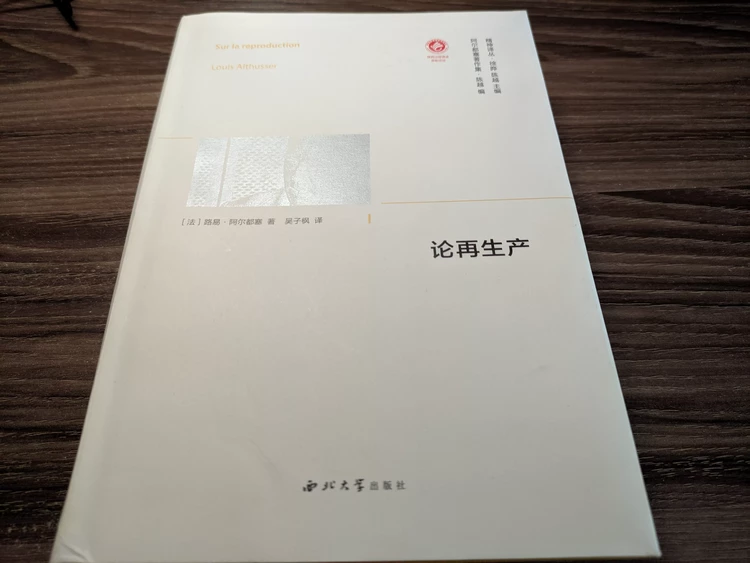 Sur la reproduction
Louis Althusser
精神译丛·徐晔 陈越 主编
阿尔都塞著作集·陈越 编
[法]路易·阿尔都塞 著 吴子枫 译
论再生产
西北大学出版社